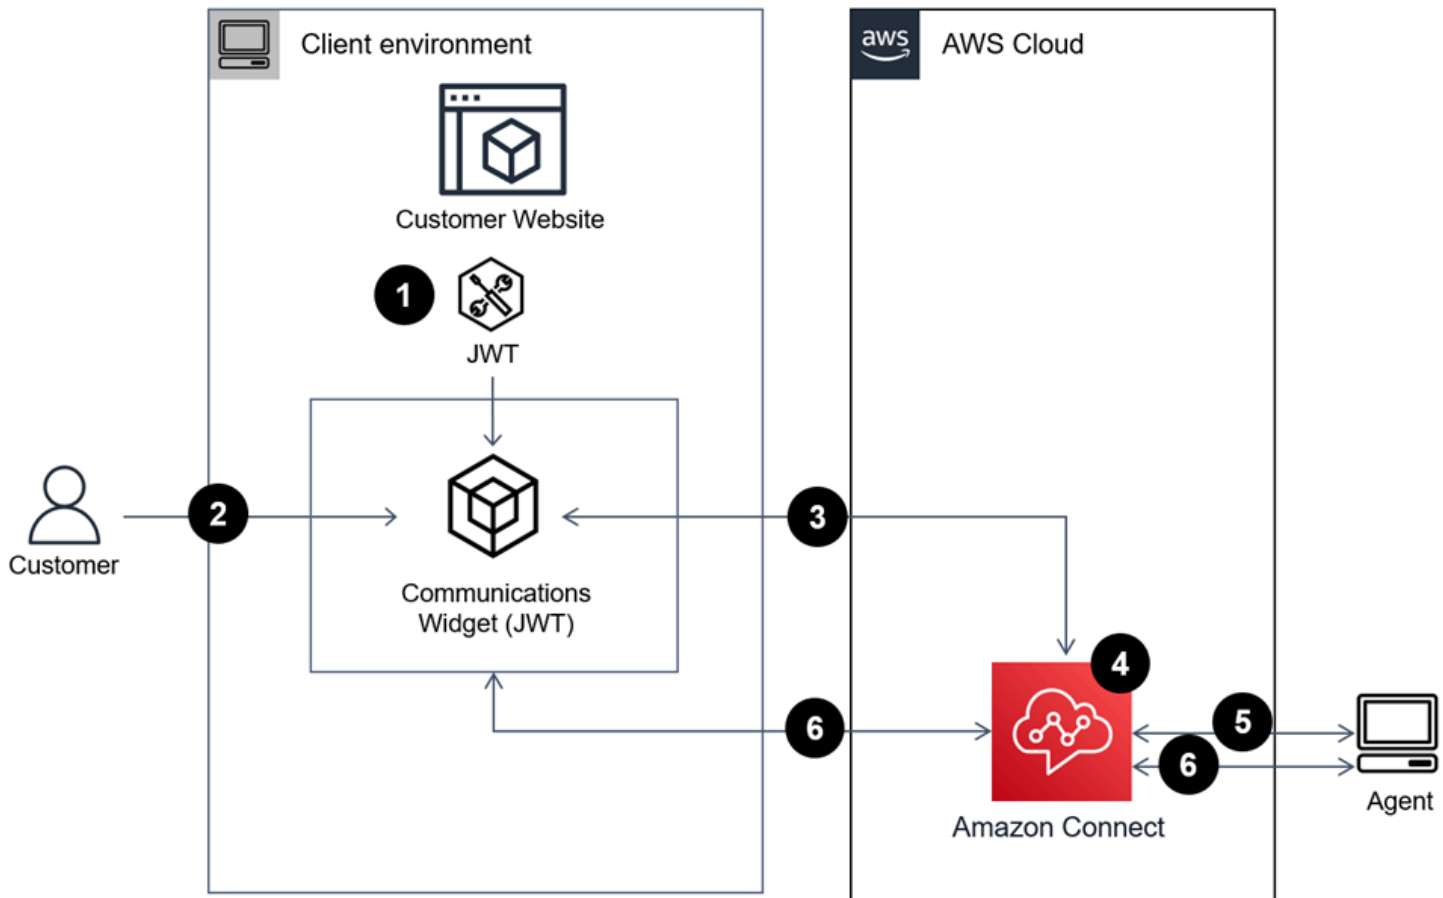 Client environment
aws
AWS Cloud
Customer Website
1
JWT
2
3
Customer
Communications
Widget (JWT)
4
5
6
6
Agent
Amazon Connect